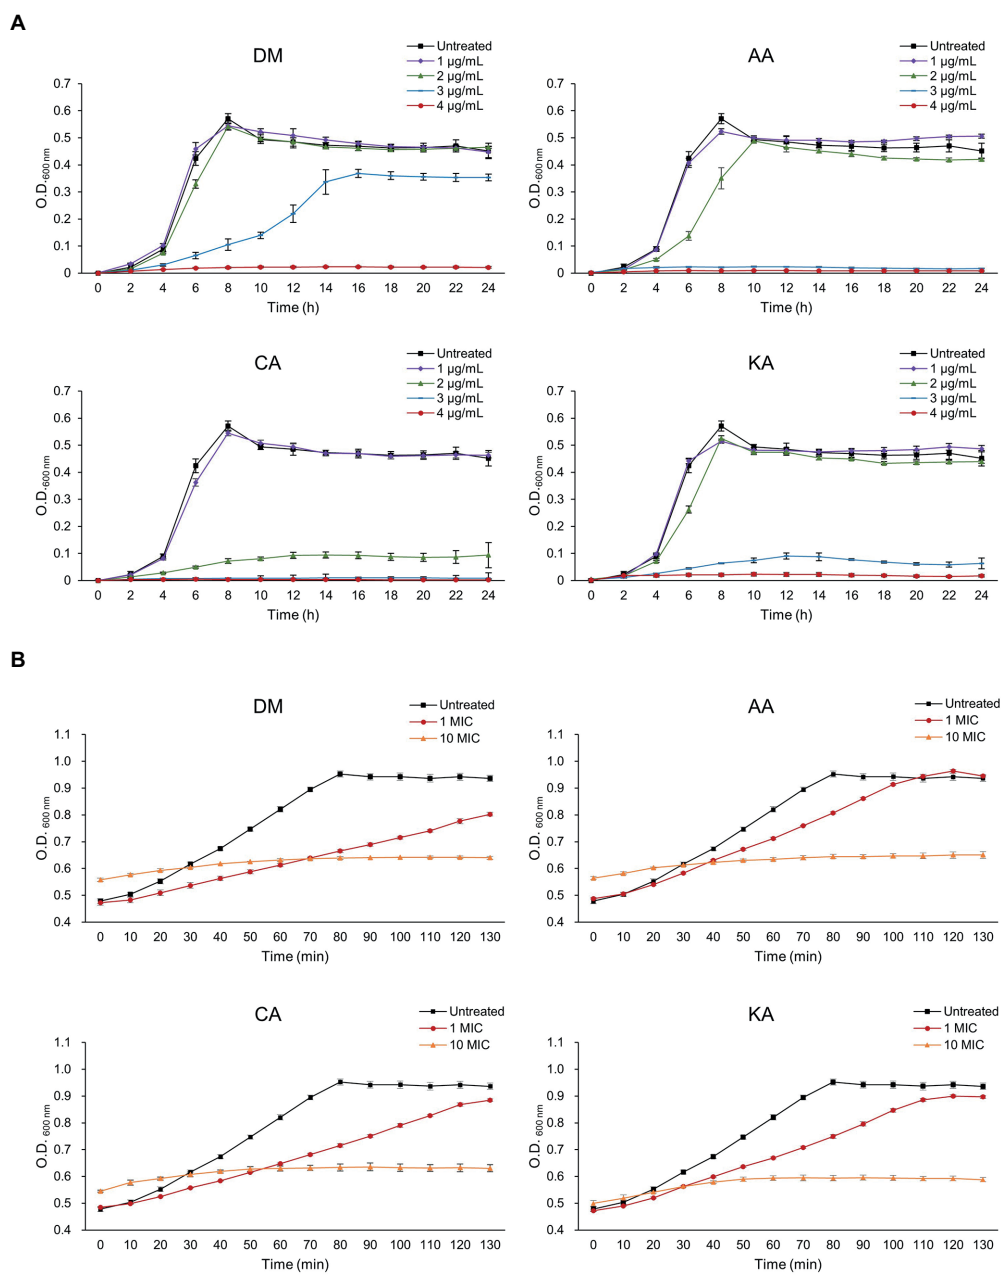 A
DM
Untreated
1 µg/mL
2 µg/mL
3 µg/mL
4 µg/mL
0.7
0.6
0.5
0.4
0.3
0.2
0.1
0
O.D.600 nm
0 2 4 6 8 10 12 14 16 18 20 22 24
Time (h)
AA
Untreated
1 µg/mL
2 µg/mL
3 µg/mL
4 µg/mL
0.7
0.6
0.5
0.4
0.3
0.2
0.1
0
O.D.600 nm
0 2 4 6 8 10 12 14 16 18 20 22 24
Time (h)
CA
Untreated
1 µg/mL
2 µg/mL
3 µg/mL
4 µg/mL
0.7
0.6
0.5
0.4
0.3
0.2
0.1
0
O.D.600 nm
0 2 4 6 8 10 12 14 16 18 20 22 24
Time (h)
KA
Untreated
1 µg/mL
2 µg/mL
3 µg/mL
4 µg/mL
0.7
0.6
0.5
0.4
0.3
0.2
0.1
0
O.D.600 nm
0 2 4 6 8 10 12 14 16 18 20 22 24
Time (h)
B
DM
Untreated
1 MIC
10 MIC
1.1
1.0
0.9
0.8
0.7
0.6
0.5
0.4
O.D. 600 nm
0 10 20 30 40 50 60 70 80 90 100 110 120 130
Time (min)
AA
Untreated
1 MIC
10 MIC
1.1
1.0
0.9
0.8
0.7
0.6
0.5
0.4
O.D. 600 nm
0 10 20 30 40 50 60 70 80 90 100 110 120 130
Time (min)
CA
Untreated
1 MIC
10 MIC
1.1
1.0
0.9
0.8
0.7
0.6
0.5
0.4
O.D. 600 nm
0 10 20 30 40 50 60 70 80 90 100 110 120 130
Time (min)
KA
Untreated
1 MIC
10 MIC
1.1
1.0
0.9
0.8
0.7
0.6
0.5
0.4
O.D. 600 nm
0 10 20 30 40 50 60 70 80 90 100 110 120 130
Time (min)